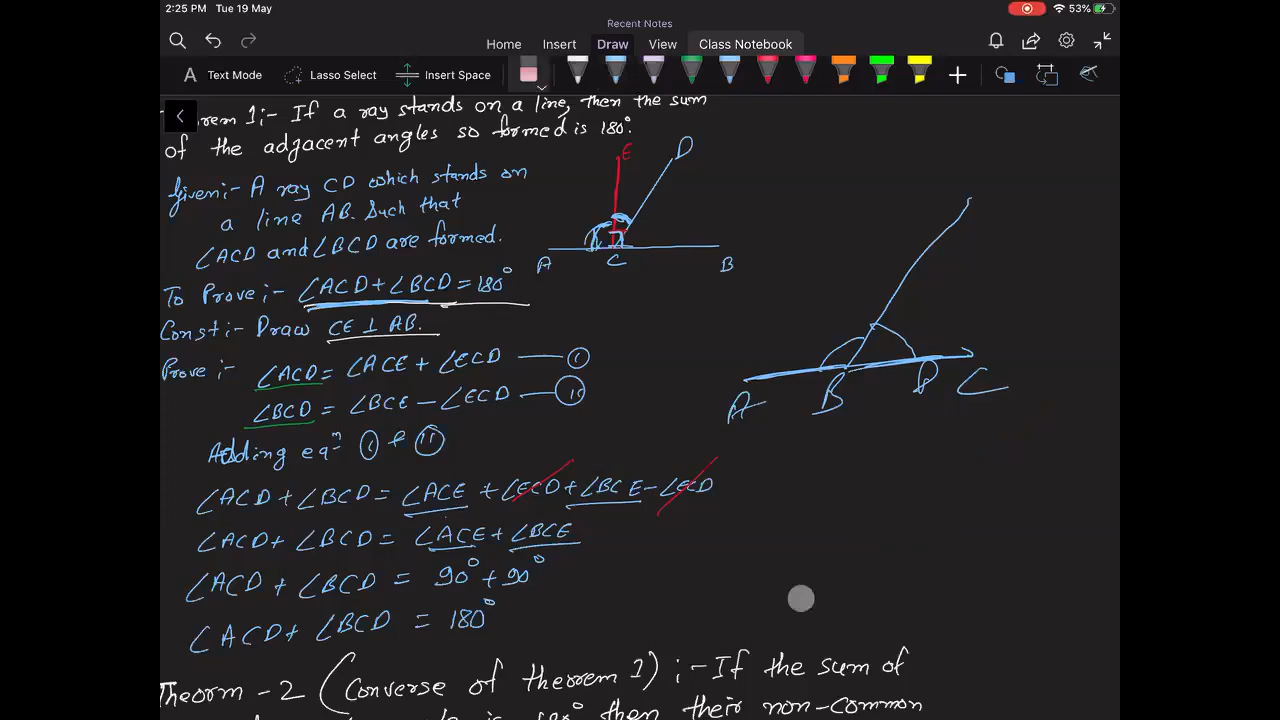 2:25 PM Tue 19 May
53%
Recent Notes
Home Insert Draw View Class Notebook
Text Mode Lasso Select Insert Space
rem 1:- If a ray stands on a line, then the sum
of the adjacent angles so formed is 180°.
Given:- A ray CD which stands on
a line AB. Such that
∠ACD and ∠BCD are formed.
To Prove:- ∠ACD+∠BCD=180°
Const:- Draw CE ⊥ AB.
Prove:- ∠ACD = ∠ACE + ∠ECD — (i)
∠BCD = ∠BCE - ∠ECD — (ii)
Adding eqn (i) & (ii)
∠ACD + ∠BCD = ∠ACE + ∠ECD + ∠BCE - ∠ECD
∠ACD + ∠BCD = ∠ACE + ∠BCE
∠ACD + ∠BCD = 90° + 90°
∠ACD + ∠BCD = 180°
Theorm - 2 (Converse of theorem 1) :- If the sum of
is 180° then their non-common
E
D
A
C
B
A
B
D
C